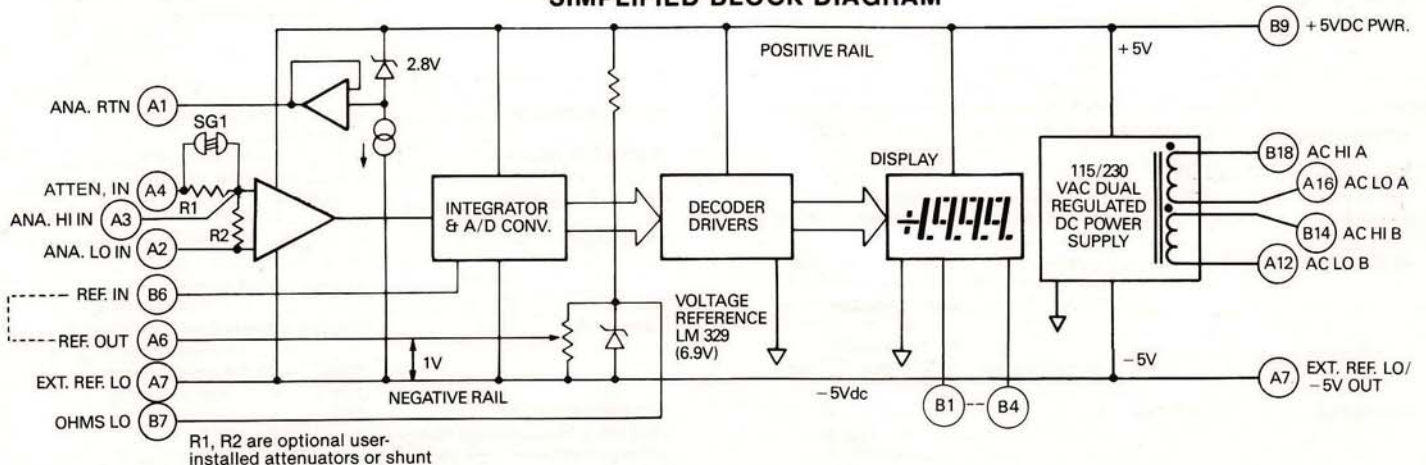 SIMPLIFIED BLOCK DIAGRAM
B9 +5VDC PWR.
POSITIVE RAIL
+5V
2.8V
ANA. RTN A1
SG1
ATTEN, IN A4
R1
ANA. HI IN A3
R2
ANA. LO IN A2
INTEGRATOR
& A/D CONV.
DECODER
DRIVERS
DISPLAY
115/230
VAC DUAL
REGULATED
DC POWER
SUPPLY
B18 AC HI A
A16 AC LO A
B14 AC HI B
A12 AC LO B
REF. IN B6
REF. OUT A6
1V
VOLTAGE
REFERENCE
LM 329
(6.9V)
-5V
EXT. REF. LO A7
NEGATIVE RAIL
-5Vdc
A7 EXT. REF. LO/
-5V OUT
B1 -- B4
OHMS LO B7
R1, R2 are optional user-
installed attenuators or shunt